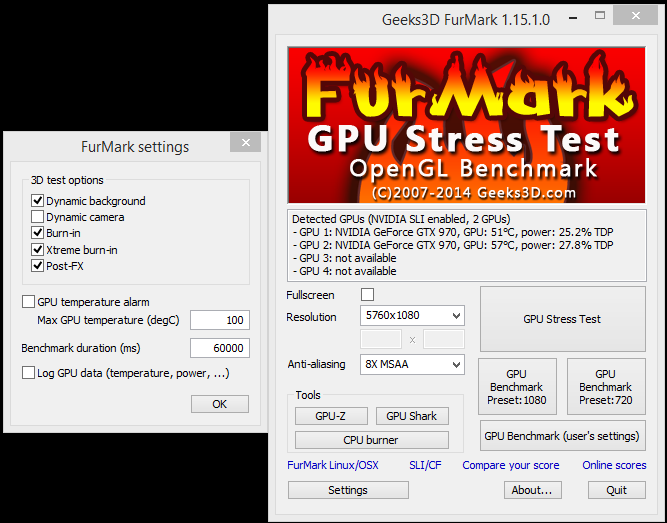 FurMark settings
3D test options
Dynamic background
Dynamic camera
Burn-in
Xtreme burn-in
Post-FX
GPU temperature alarm
Max GPU temperature (degC) 100
Benchmark duration (ms) 60000
Log GPU data (temperature, power, ...)
OK
Geeks3D FurMark 1.15.1.0
FurMark
GPU Stress Test
OpenGL Benchmark
(C)2007-2014 Geeks3D.com
Detected GPUs (NVIDIA SLI enabled, 2 GPUs)
- GPU 1: NVIDIA GeForce GTX 970, GPU: 51ºC, power: 25.2% TDP
- GPU 2: NVIDIA GeForce GTX 970, GPU: 57ºC, power: 27.8% TDP
- GPU 3: not available
- GPU 4: not available
Fullscreen
Resolution 5760x1080
x
Anti-aliasing 8X MSAA
GPU Stress Test
GPU
Benchmark
Preset:1080
GPU
Benchmark
Preset:720
Tools
GPU-Z GPU Shark
CPU burner
GPU Benchmark (user's settings)
FurMark Linux/OSX SLI/CF Compare your score Online scores
Settings About... Quit